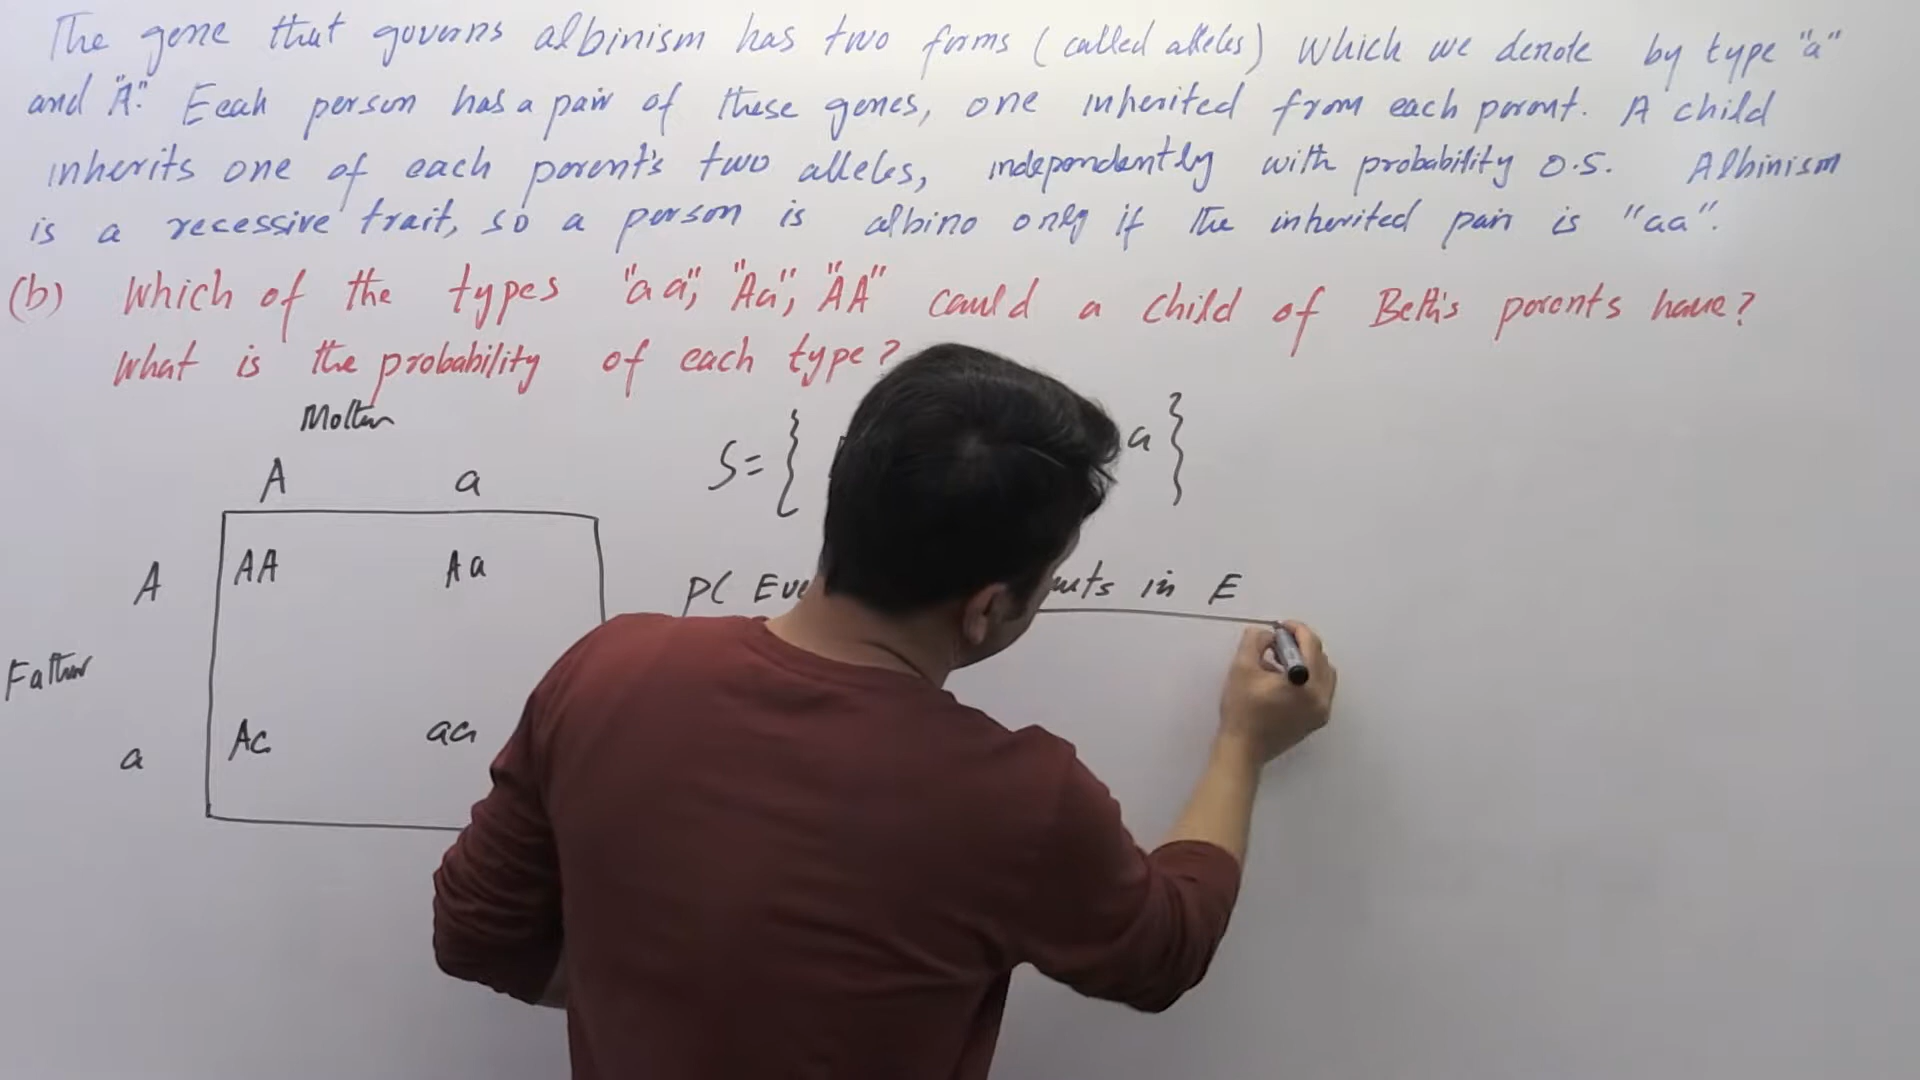 The gene that governs albinism has two forms (called alleles) which we denote by type "a"
and "A". Eeah person has a pair of these genes, one inherited from each parent. A child
inherits one of each parent's two alleles, independently with probability 0.5. Albinism
is a recessive trait, so a person is albino only if the inherited pair is "aa".
(b) Which of the types "aa", "Aa", "AA" could a child of Beth's parents have?
What is the probability of each type?
Mother
A a
S = { a }
A AA Aa
P( Eve in E
Father
a Aa aa